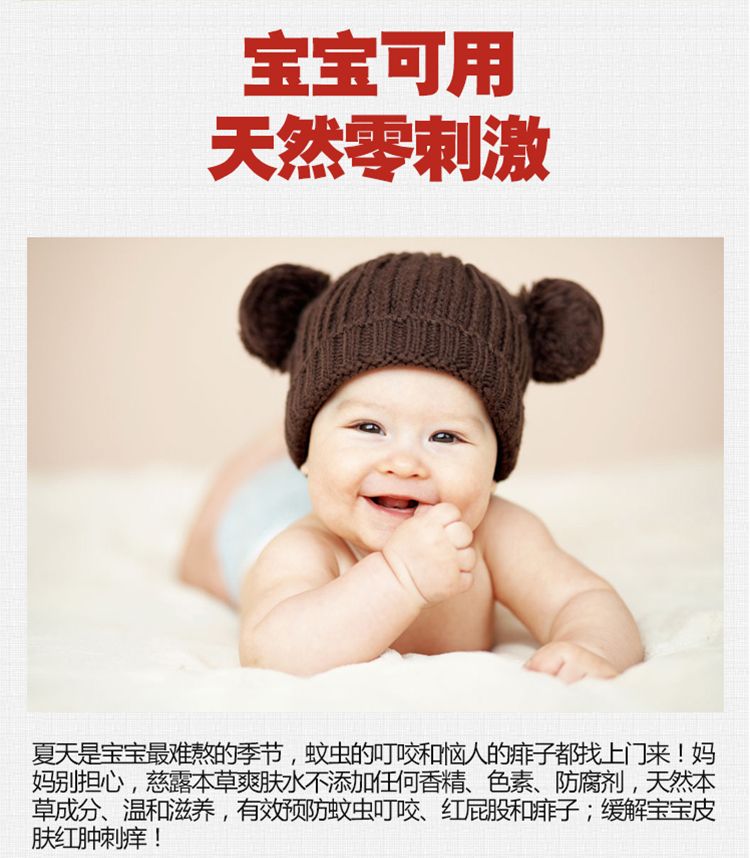 宝宝可用
天然零刺激
夏天是宝宝最难熬的季节，蚊虫的叮咬和恼人的痱子都找上门来！妈
妈别担心，慈露本草爽肤水不添加任何香精、色素、防腐剂，天然本
草成分、温和滋养，有效预防蚊虫叮咬、红屁股和痱子；缓解宝宝皮
肤红肿刺痒！